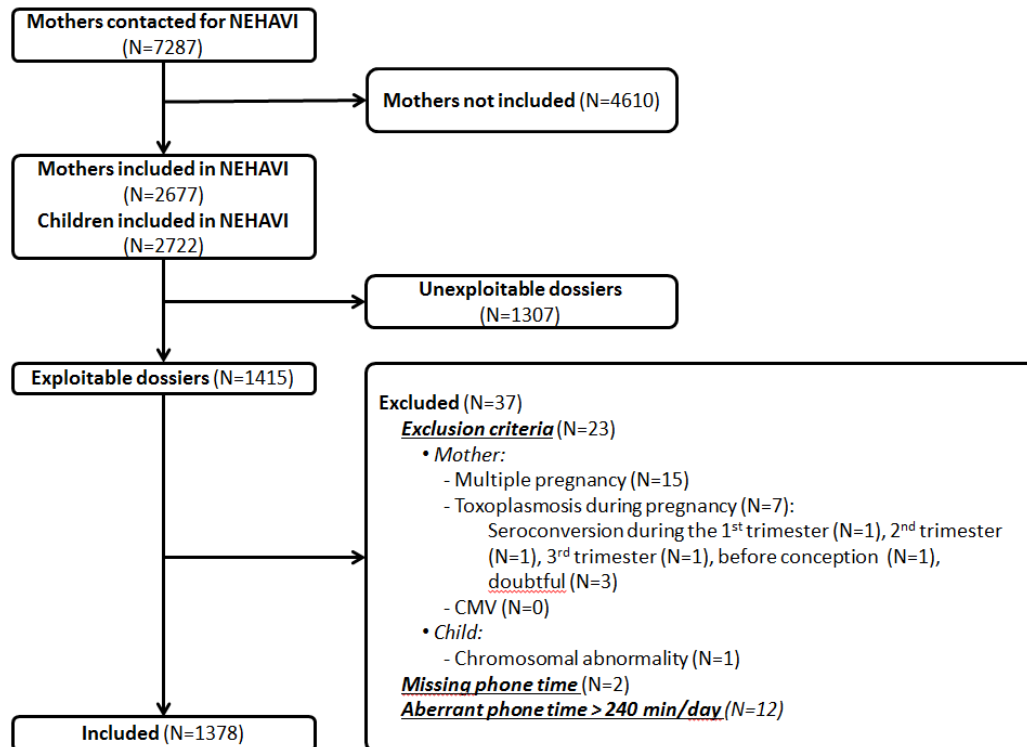 Mothers contacted for NEHAVI
(N=7287)
Mothers not included (N=4610)
Mothers included in NEHAVI
(N=2677)
Children included in NEHAVI
(N=2722)
Unexploitable dossiers
(N=1307)
Exploitable dossiers (N=1415)
Excluded (N=37)
Exclusion criteria (N=23)
• Mother:
- Multiple pregnancy (N=15)
- Toxoplasmosis during pregnancy (N=7):
Seroconversion during the 1st trimester (N=1), 2nd trimester
(N=1), 3rd trimester (N=1), before conception (N=1),
doubtful (N=3)
- CMV (N=0)
• Child:
- Chromosomal abnormality (N=1)
Missing phone time (N=2)
Aberrant phone time > 240 min/day (N=12)
Included (N=1378)